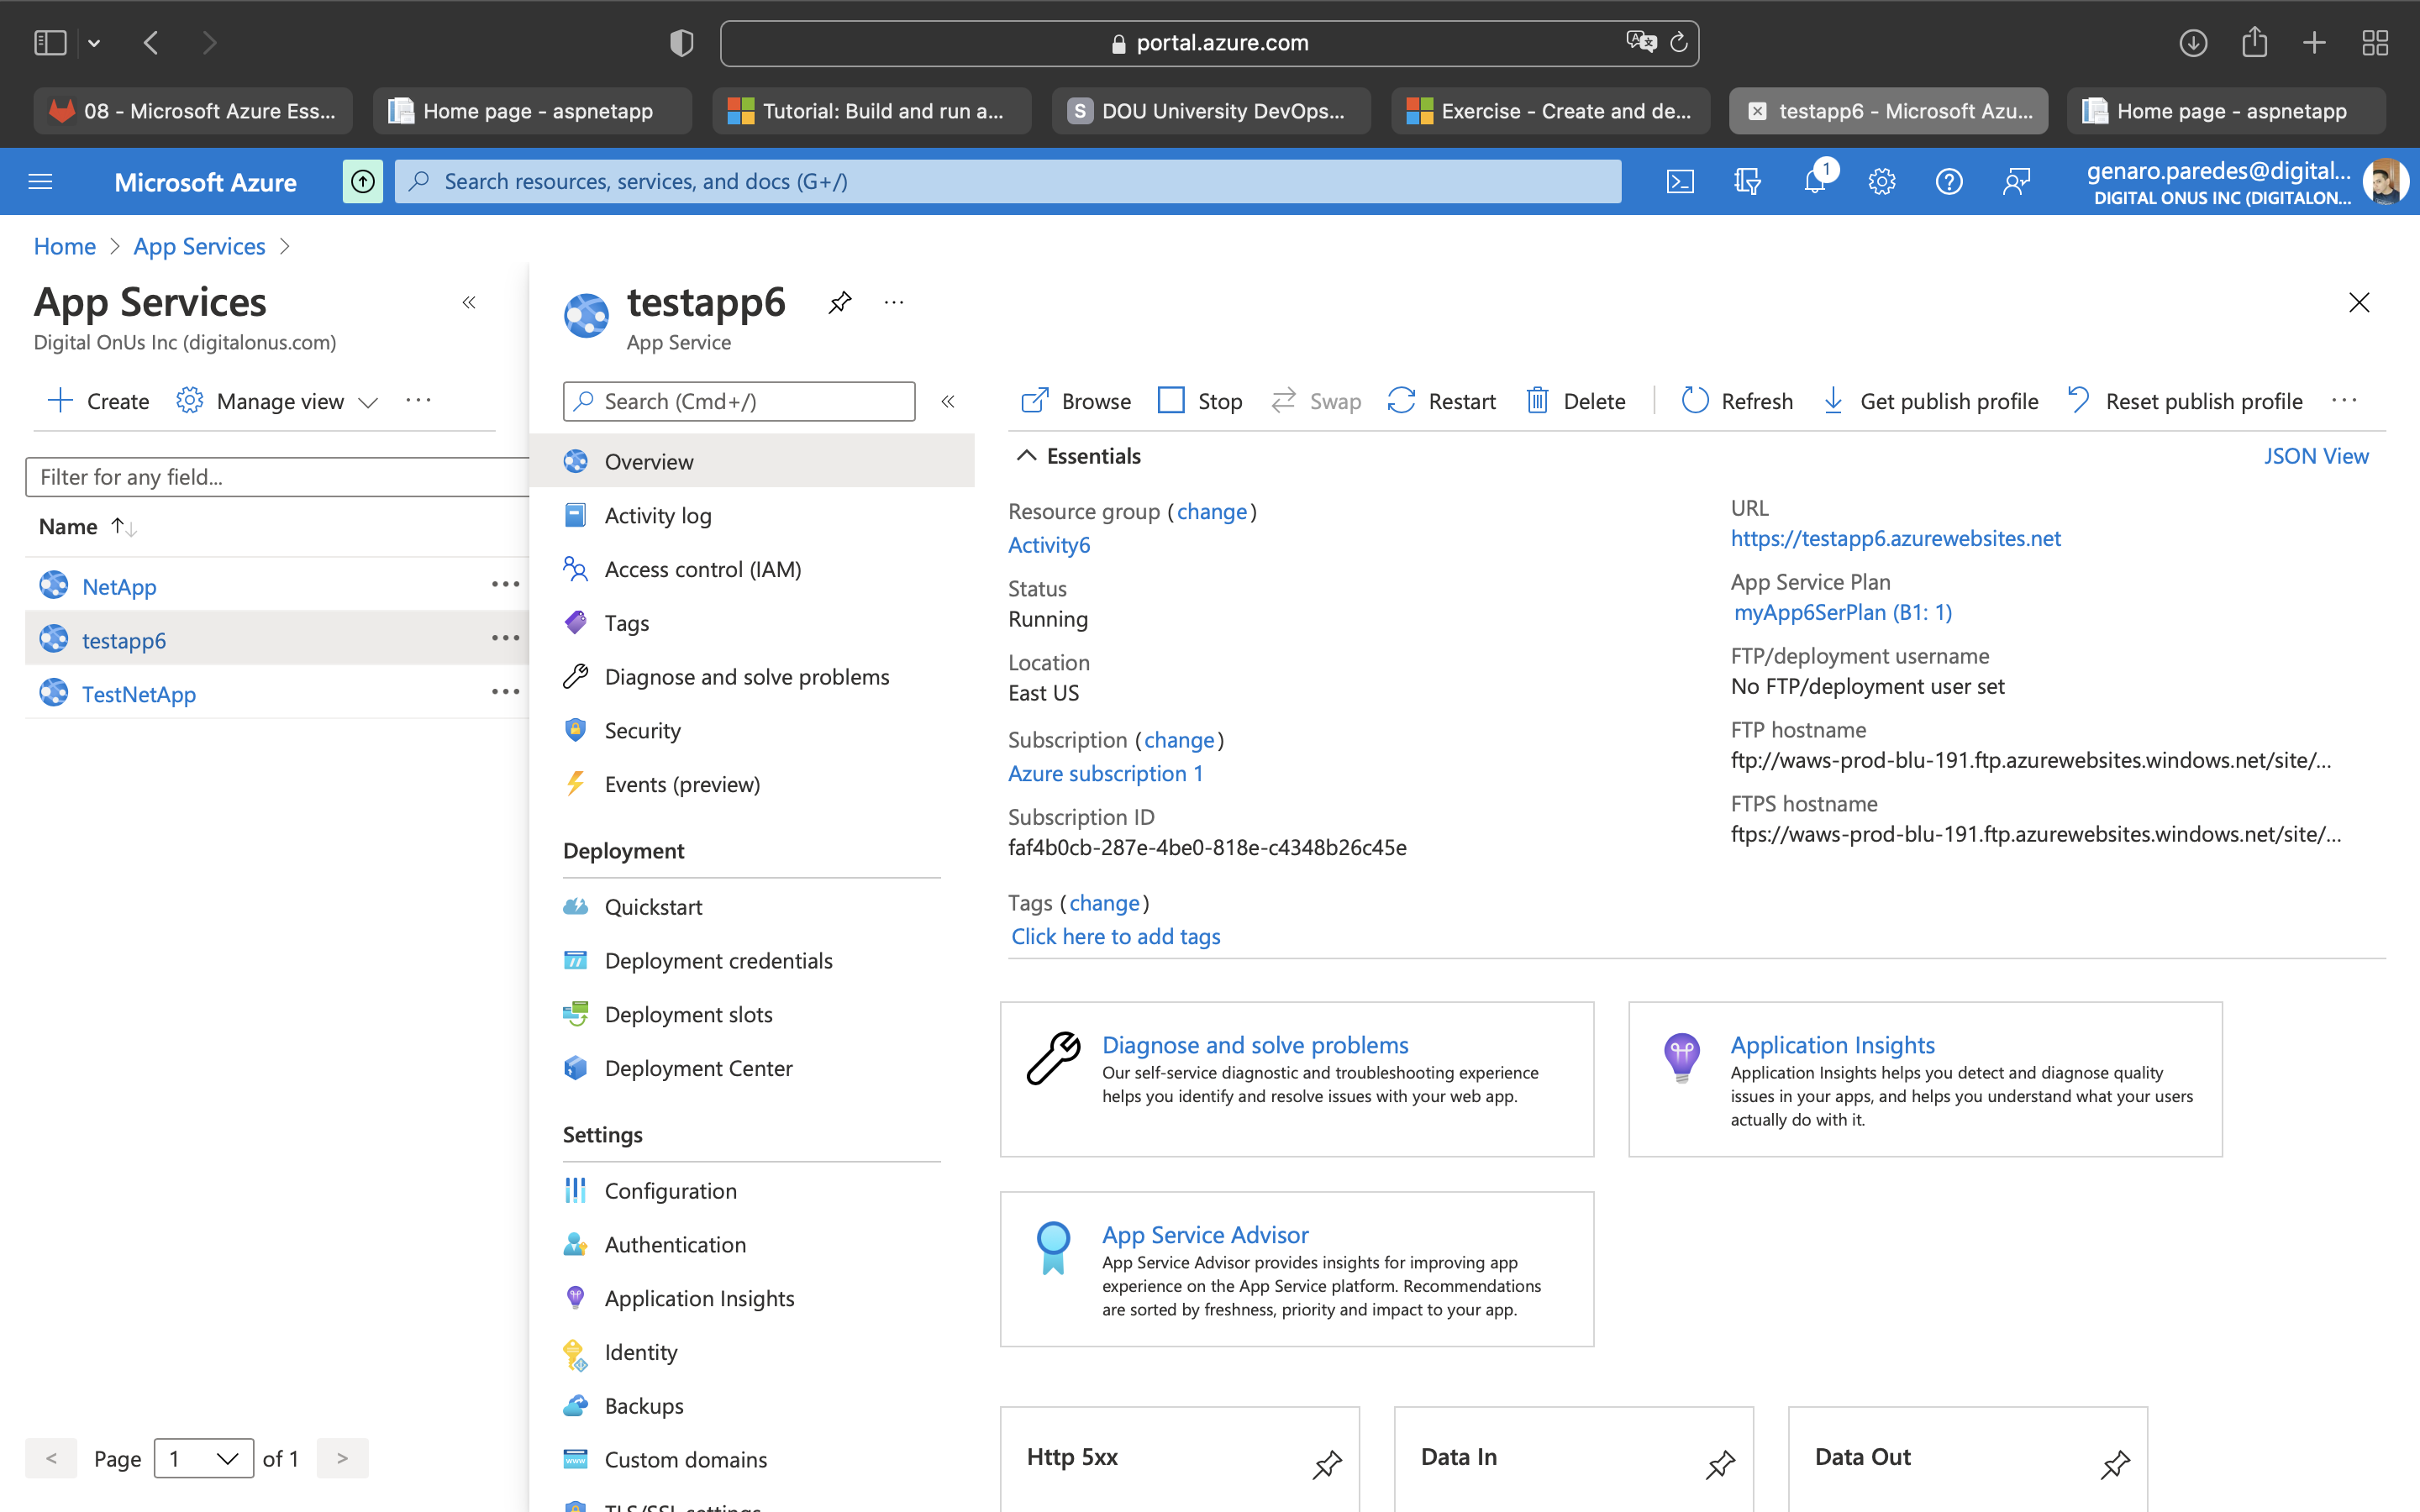 portal.azure.com
08 - Microsoft Azure Ess...
Home page - aspnetapp
Tutorial: Build and run a...
S DOU University DevOps...
Exercise - Create and de...
testapp6 - Microsoft Azu...
Home page - aspnetapp
Microsoft Azure
Search resources, services, and docs (G+/)
1
genaro.paredes@digital...
DIGITAL ONUS INC (DIGITALON...
Home > App Services >
App Services
Digital OnUs Inc (digitalonus.com)
Create
Manage view
Filter for any field...
Name
NetApp
testapp6
TestNetApp
< Page 1 of 1 >
testapp6
App Service
Search (Cmd+/)
Overview
Activity log
Access control (IAM)
Tags
Diagnose and solve problems
Security
Events (preview)
Deployment
Quickstart
Deployment credentials
Deployment slots
Deployment Center
Settings
Configuration
Authentication
Application Insights
Identity
Backups
Custom domains
TLS/SSL settings
Browse
Stop
Swap
Restart
Delete
Refresh
Get publish profile
Reset publish profile
Essentials
JSON View
Resource group (change)
Activity6
Status
Running
Location
East US
Subscription (change)
Azure subscription 1
Subscription ID
faf4b0cb-287e-4be0-818e-c4348b26c45e
Tags (change)
Click here to add tags
URL
https://testapp6.azurewebsites.net
App Service Plan
myApp6SerPlan (B1: 1)
FTP/deployment username
No FTP/deployment user set
FTP hostname
ftp://waws-prod-blu-191.ftp.azurewebsites.windows.net/site/...
FTPS hostname
ftps://waws-prod-blu-191.ftp.azurewebsites.windows.net/site/...
Diagnose and solve problems
Our self-service diagnostic and troubleshooting experience
helps you identify and resolve issues with your web app.
Application Insights
Application Insights helps you detect and diagnose quality
issues in your apps, and helps you understand what your users
actually do with it.
App Service Advisor
App Service Advisor provides insights for improving app
experience on the App Service platform. Recommendations
are sorted by freshness, priority and impact to your app.
Http 5xx
Data In
Data Out